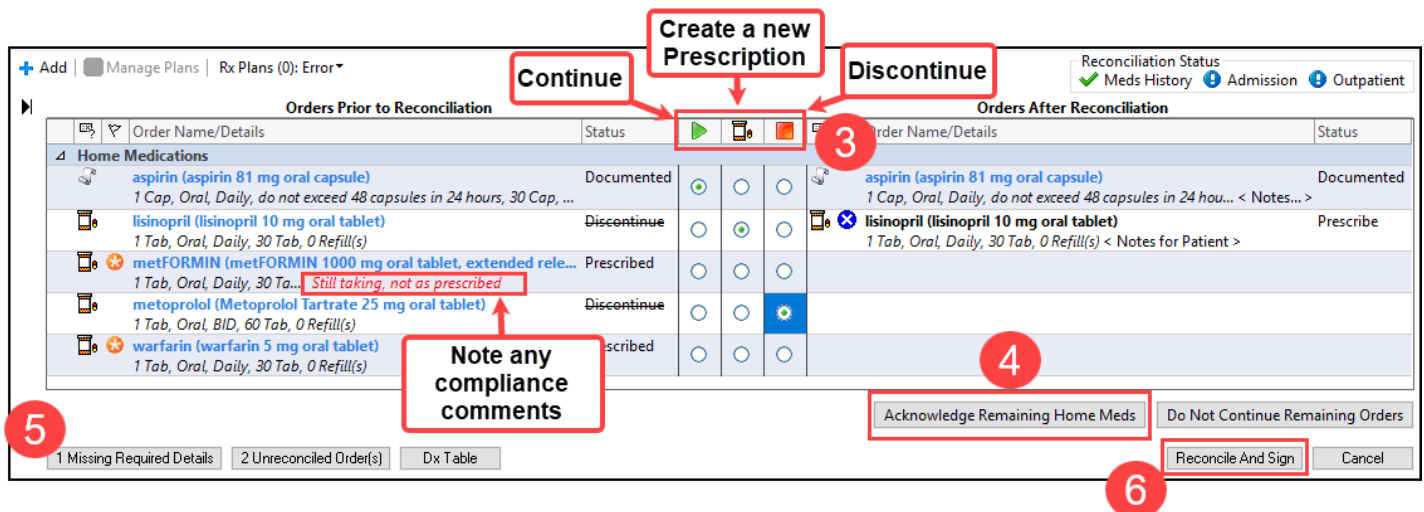 Create a new
Prescription
Continue
Discontinue
Add | Manage Plans | Rx Plans (0): Error
Reconciliation Status
Meds History Admission Outpatient
Orders Prior to Reconciliation
Orders After Reconciliation
Order Name/Details Status
3
Order Name/Details Status
Home Medications
aspirin (aspirin 81 mg oral capsule) Documented
1 Cap, Oral, Daily, do not exceed 48 capsules in 24 hours, 30 Cap, ...
aspirin (aspirin 81 mg oral capsule) Documented
1 Cap, Oral, Daily, do not exceed 48 capsules in 24 hou... < Notes... >
lisinopril (lisinopril 10 mg oral tablet) Discontinue
1 Tab, Oral, Daily, 30 Tab, 0 Refill(s)
lisinopril (lisinopril 10 mg oral tablet) Prescribe
1 Tab, Oral, Daily, 30 Tab, 0 Refill(s) < Notes for Patient >
metFORMIN (metFORMIN 1000 mg oral tablet, extended rele... Prescribed
1 Tab, Oral, Daily, 30 Ta... Still taking, not as prescribed
metoprolol (Metoprolol Tartrate 25 mg oral tablet) Discontinue
1 Tab, Oral, BID, 60 Tab, 0 Refill(s)
warfarin (warfarin 5 mg oral tablet) escribed
1 Tab, Oral, Daily, 30 Tab, 0 Refill(s)
Note any
compliance
comments
4
Acknowledge Remaining Home Meds Do Not Continue Remaining Orders
5
1 Missing Required Details 2 Unreconciled Order(s) Dx Table
Reconcile And Sign Cancel
6